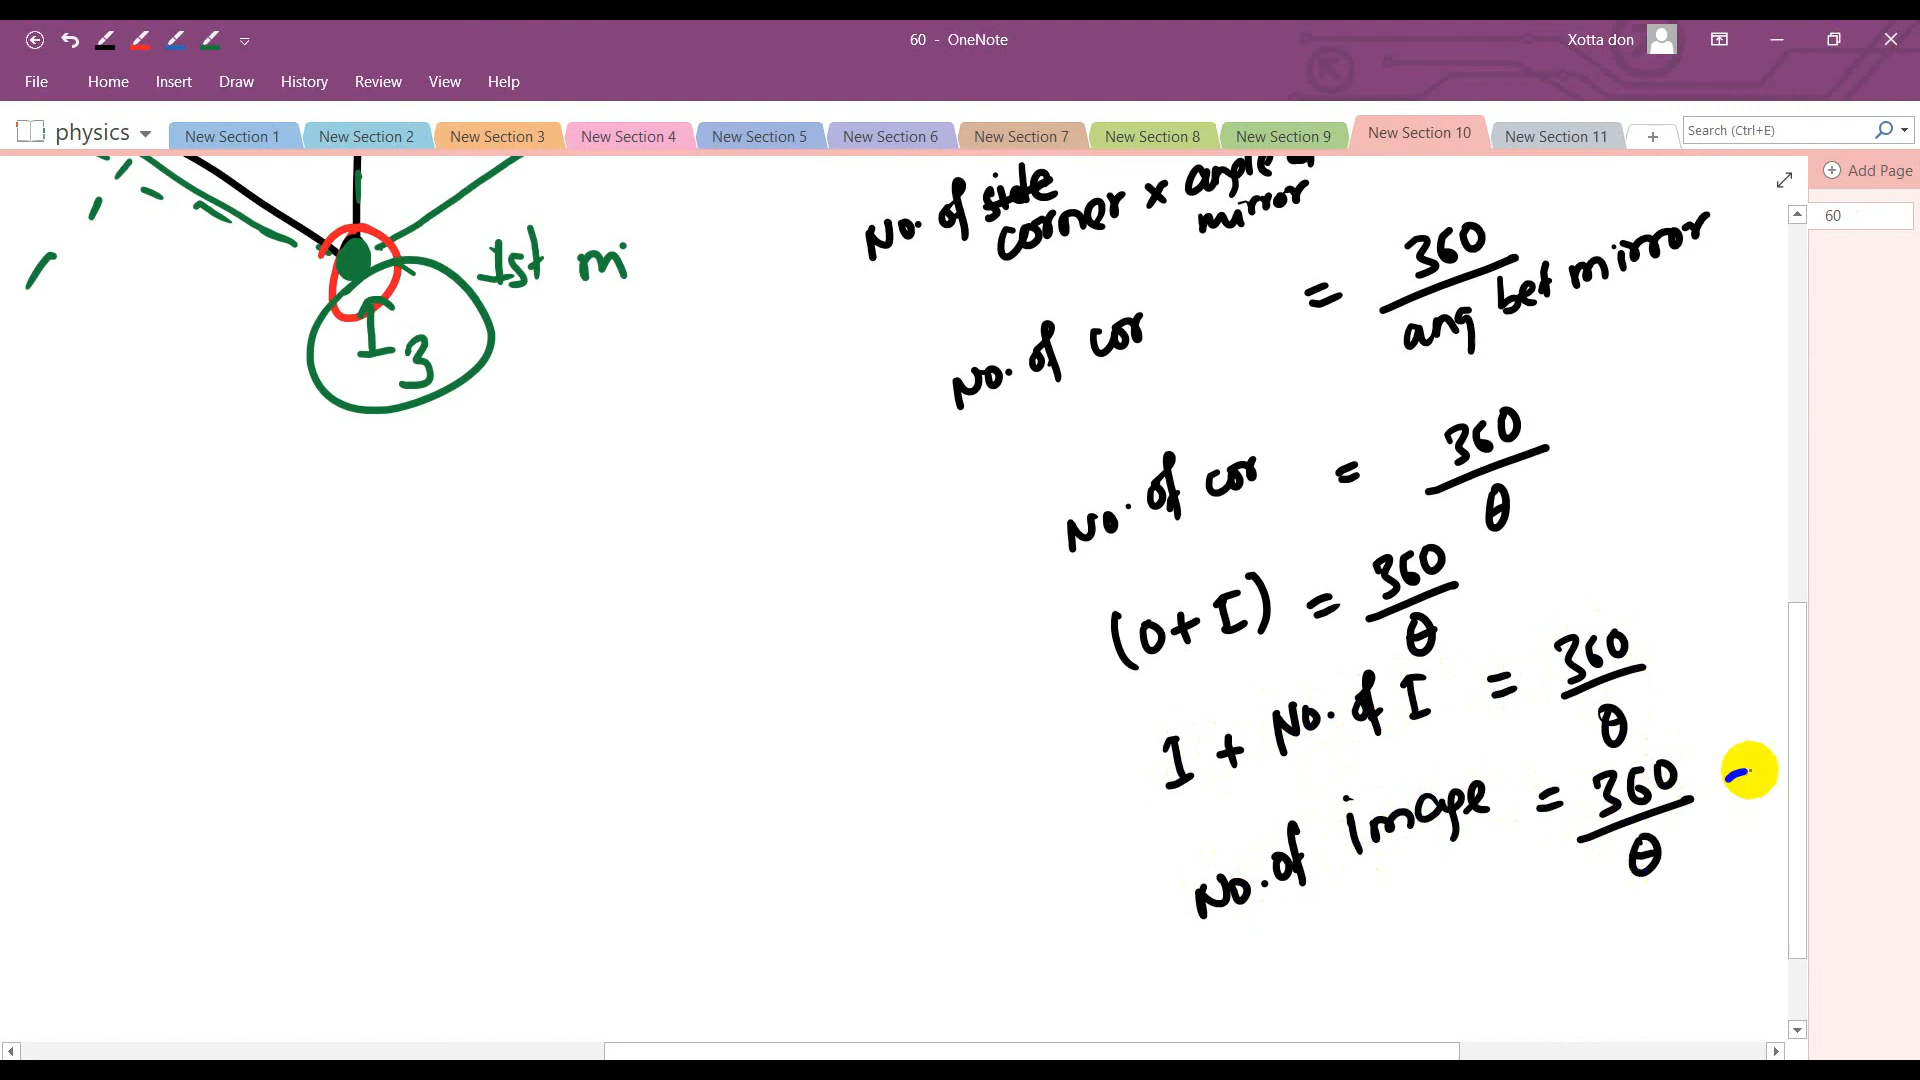 60 - OneNote
Xotta don
File Home Insert Draw History Review View Help
physics
New Section 1 New Section 2 New Section 3 New Section 4 New Section 5 New Section 6 New Section 7 New Section 8 New Section 9 New Section 10 New Section 11 +
Search (Ctrl+E)
Add Page
60
No. of side corner x angle
mirror
1st mi
I3
No. of cor = 360 / ang bet mirror
No. of cor = 360 / θ
(O+I) = 360 / θ
I + No. of I = 360 / θ
No. of image = 360 / θ -